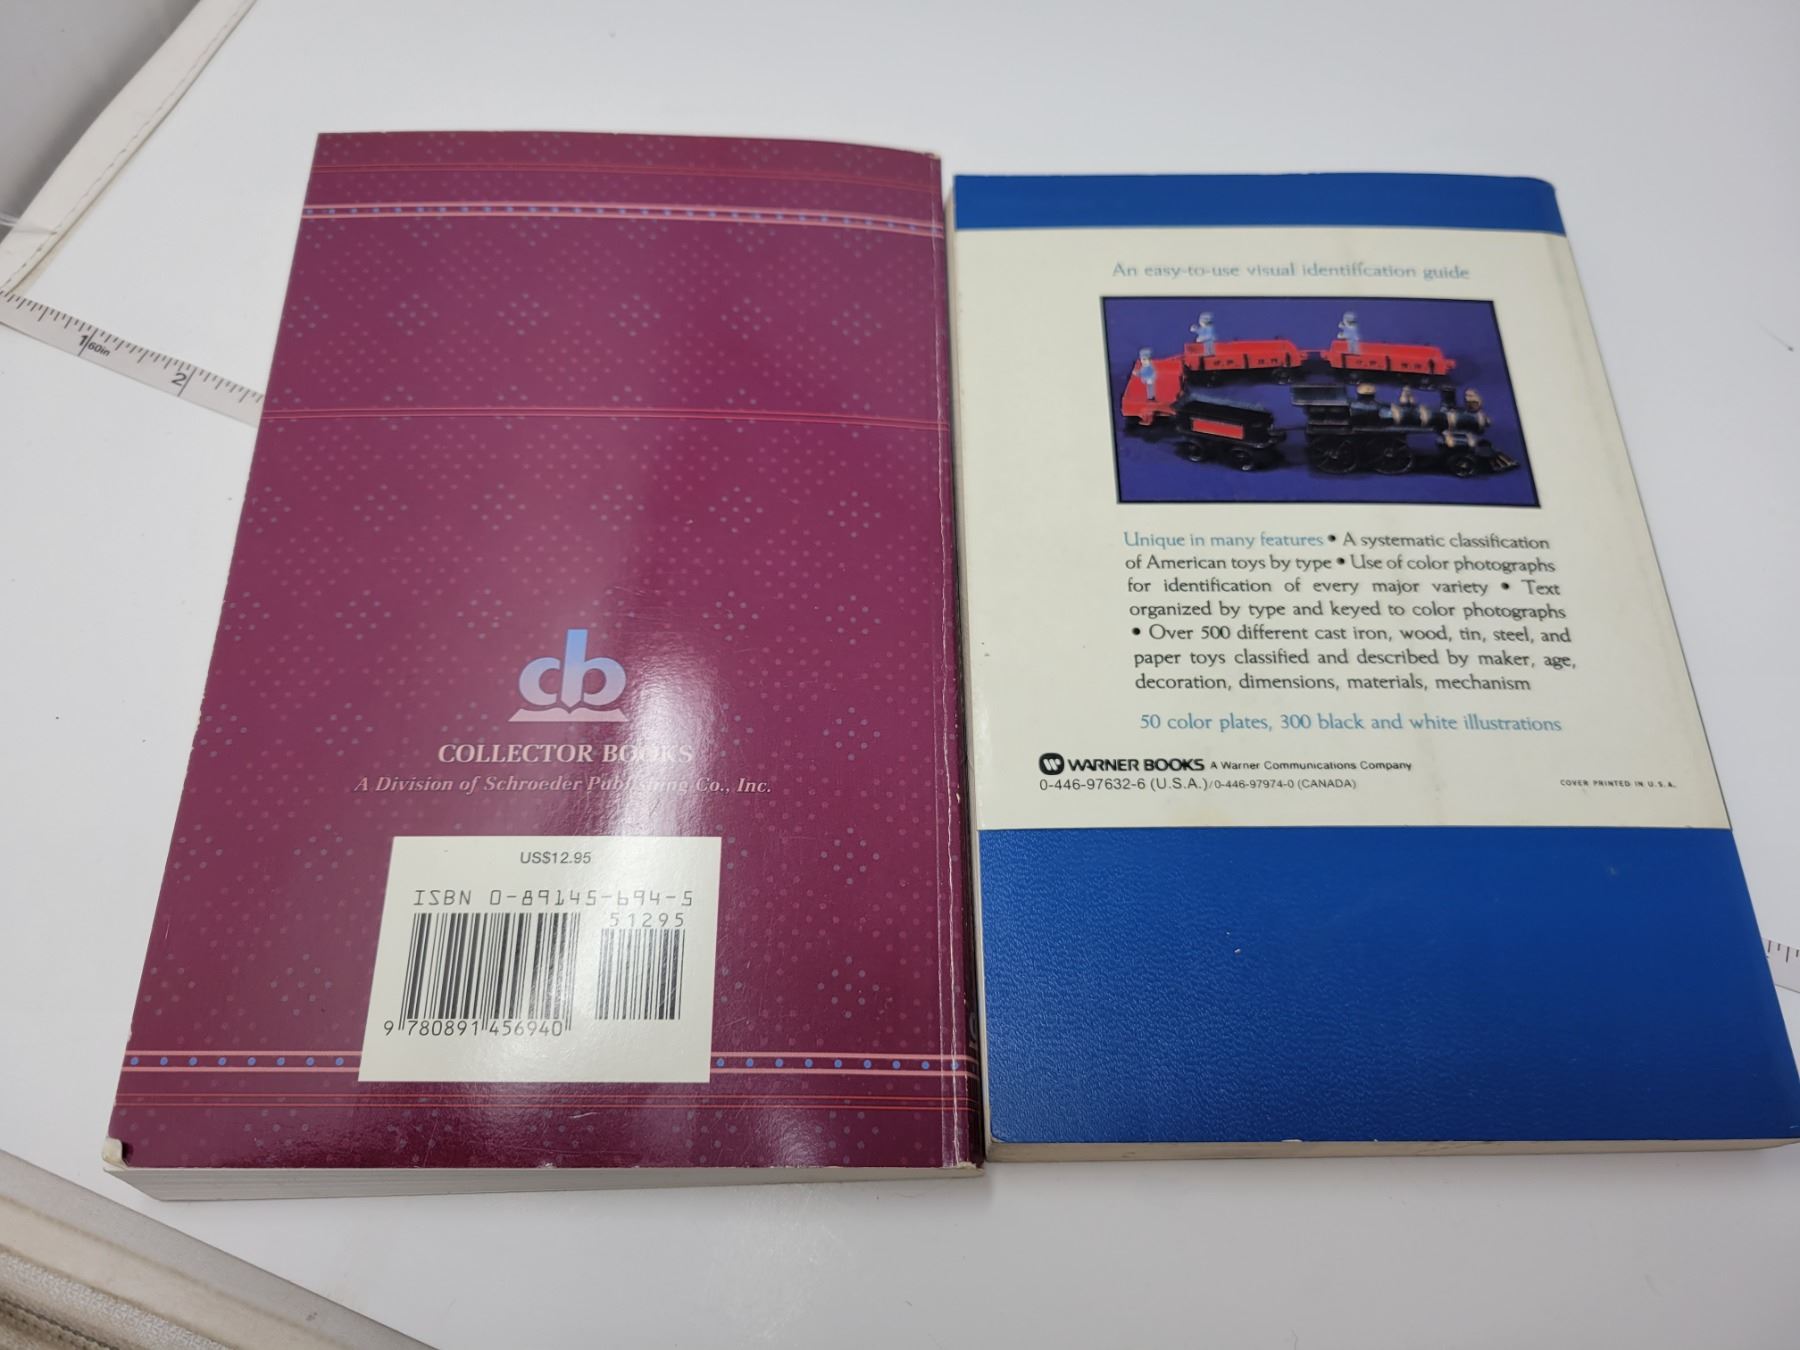 cb
COLLECTOR BOOKS
A Division of Schroeder Publishing Co., Inc.
US$12.95
ISBN 0-89145-694-5
51295
9 780891 456940
An easy-to-use visual identification guide
Unique in many features • A systematic classification
of American toys by type • Use of color photographs
for identification of every major variety • Text
organized by type and keyed to color photographs
• Over 500 different cast iron, wood, tin, steel, and
paper toys classified and described by maker, age,
decoration, dimensions, materials, mechanism
50 color plates, 300 black and white illustrations
WARNER BOOKS A Warner Communications Company
0-446-97632-6 (U.S.A.)/0-446-97974-0 (CANADA)
COVER PRINTED IN U.S.A.
1 60in 2